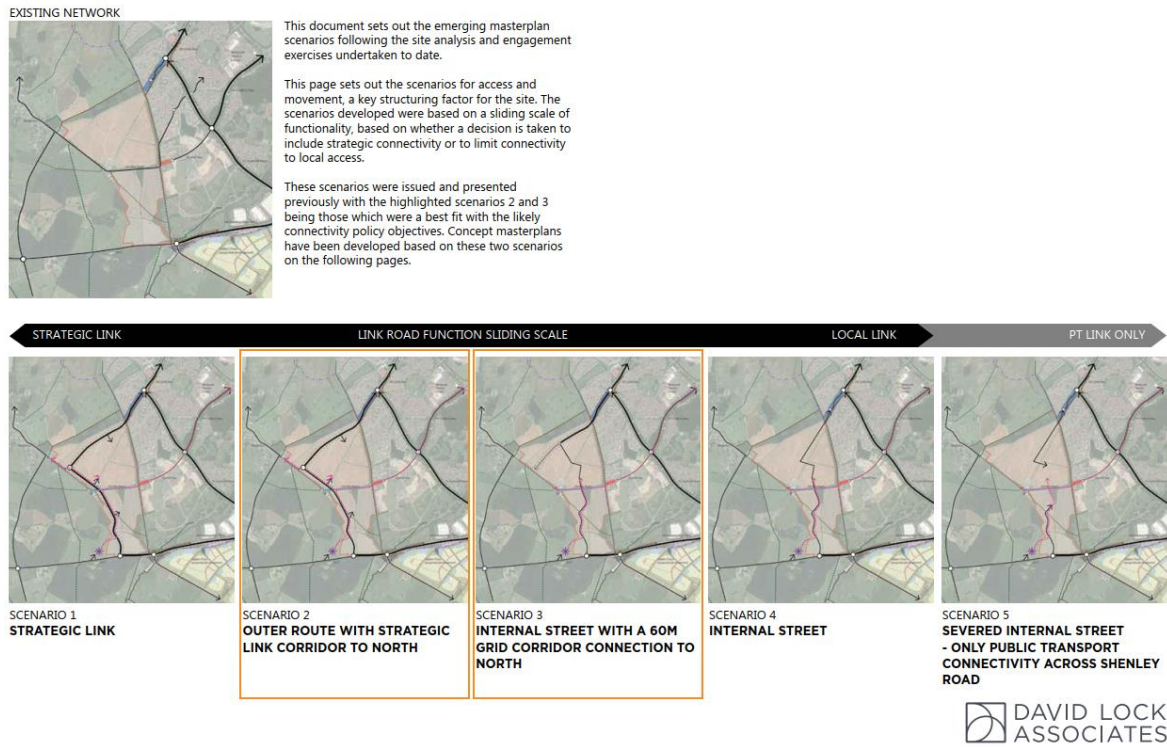 EXISTING NETWORK
This document sets out the emerging masterplan
scenarios following the site analysis and engagement
exercises undertaken to date.
This page sets out the scenarios for access and
movement, a key structuring factor for the site. The
scenarios developed were based on a sliding scale of
functionality, based on whether a decision is taken to
include strategic connectivity or to limit connectivity
to local access.
These scenarios were issued and presented
previously with the highlighted scenarios 2 and 3
being those which were a best fit with the likely
connectivity policy objectives. Concept masterplans
have been developed based on these two scenarios
on the following pages.
STRATEGIC LINK
LINK ROAD FUNCTION SLIDING SCALE
LOCAL LINK
PT LINK ONLY
SCENARIO 1
STRATEGIC LINK
SCENARIO 2
OUTER ROUTE WITH STRATEGIC
LINK CORRIDOR TO NORTH
SCENARIO 3
INTERNAL STREET WITH A 60M
GRID CORRIDOR CONNECTION TO
NORTH
SCENARIO 4
INTERNAL STREET
SCENARIO 5
SEVERED INTERNAL STREET
- ONLY PUBLIC TRANSPORT
CONNECTIVITY ACROSS SHENLEY
ROAD
DAVID LOCK
ASSOCIATES